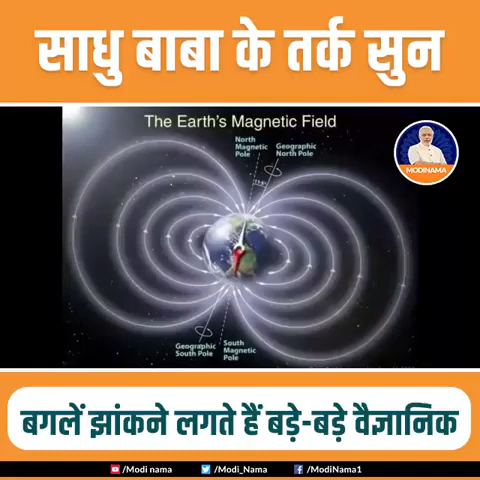 साधु बाबा के तर्क सुन
The Earth's Magnetic Field
North
Magnetic
Pole
Geographic
North Pole
MODINAMA
Geographic
South Pole
South
Magnetic
Pole
बगलें झांकने लगते हैं बड़े-बड़े वैज्ञानिक
/Modi nama /Modi_Nama /ModiNama1